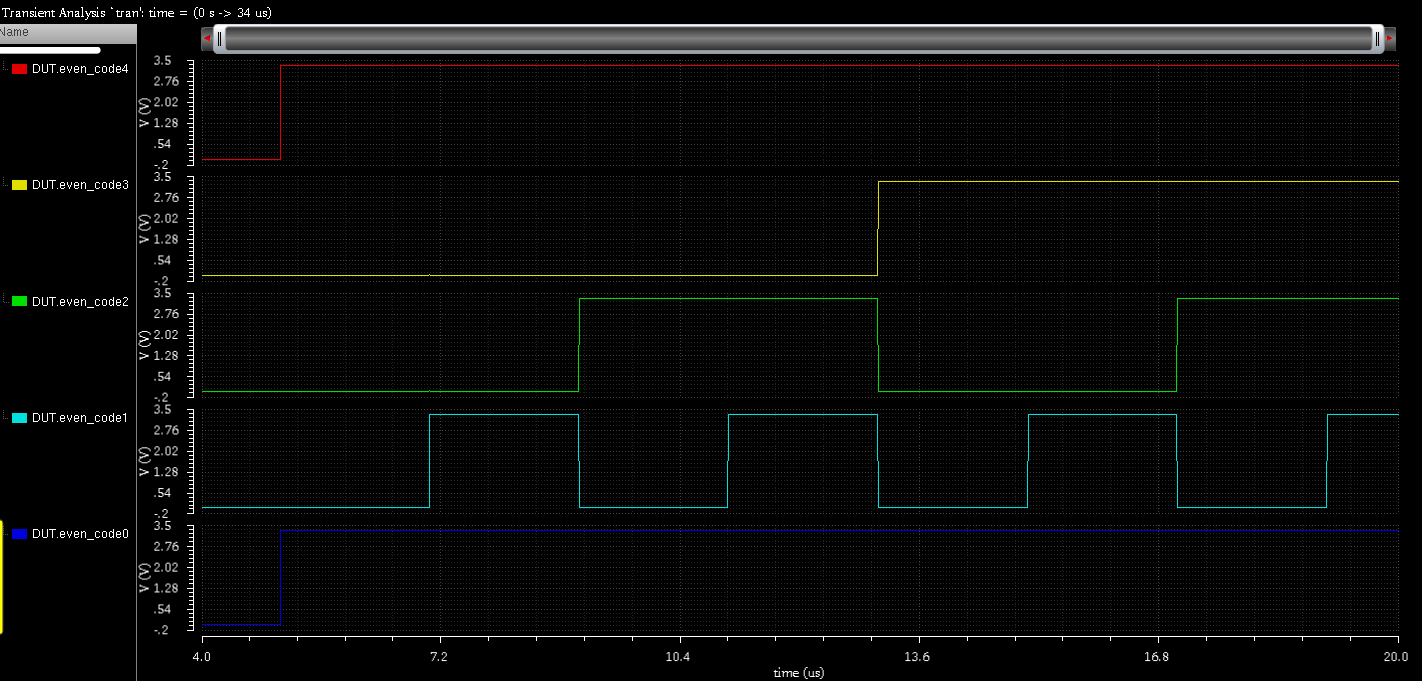 Transient Analysis `tran': time = (0 s -> 34 us)
Name
DUT.even_code4
3.5
2.76
2.02
1.28
.54
-.2
V (V)
DUT.even_code3
3.5
2.76
2.02
1.28
.54
-.2
V (V)
DUT.even_code2
3.5
2.76
2.02
1.28
.54
-.2
V (V)
DUT.even_code1
3.5
2.76
2.02
1.28
.54
-.2
V (V)
DUT.even_code0
3.5
2.76
2.02
1.28
.54
-.2
V (V)
4.0 7.2 10.4 13.6 16.8 20.0
time (us)